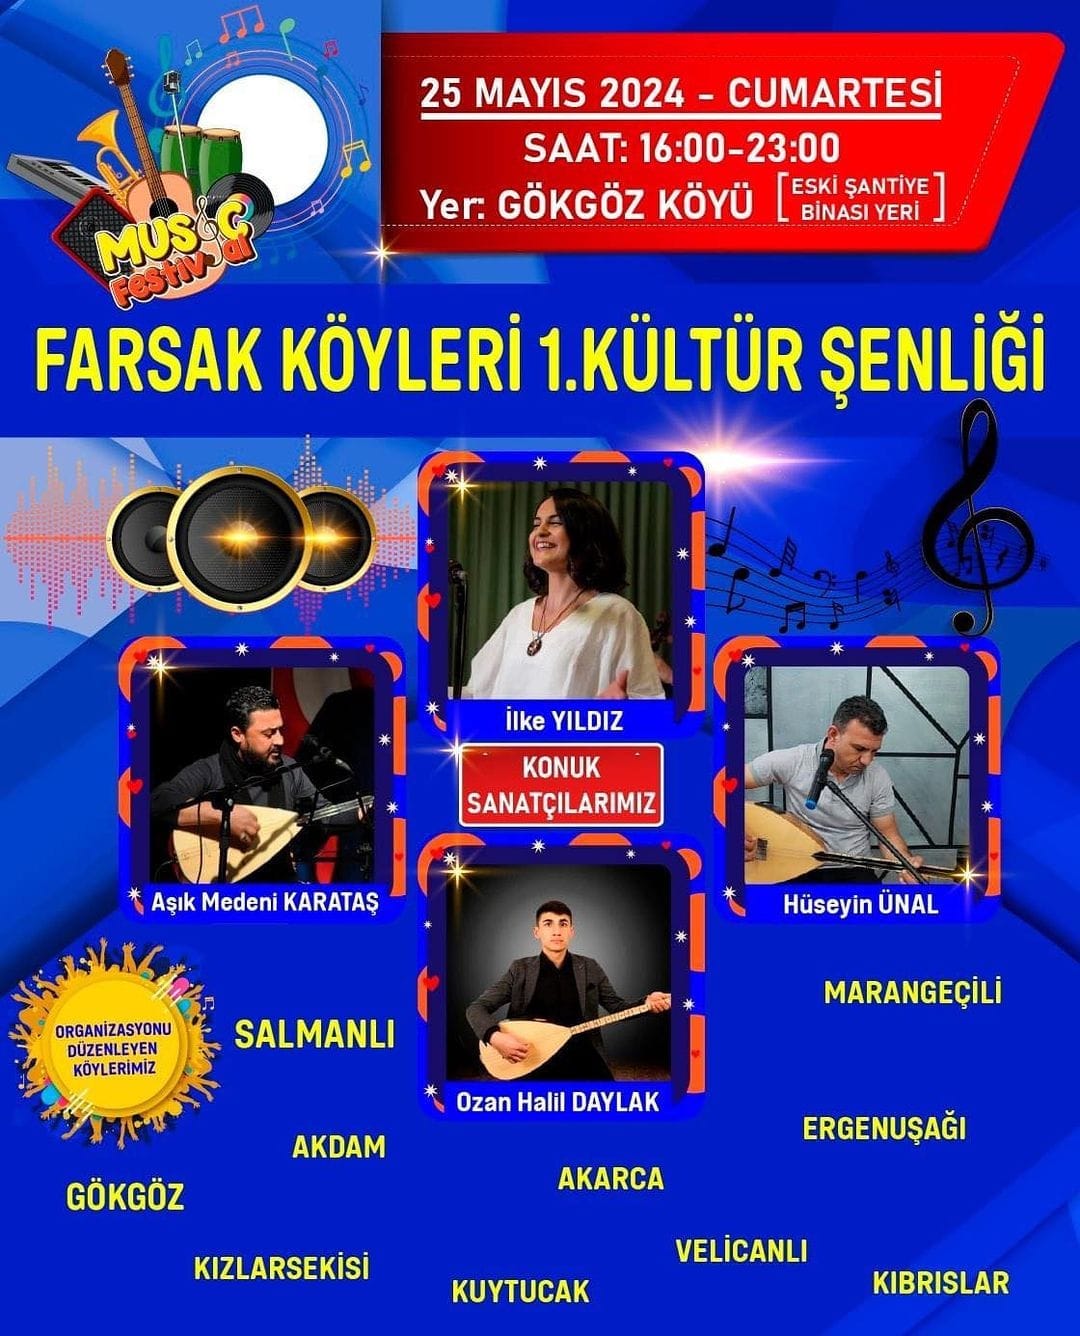 25 MAYIS 2024 - CUMARTESİ
SAAT: 16:00-23:00
Yer: GÖKGÖZ KÖYÜ [ESKİ ŞANTİYE
BİNASI YERİ]
MUSIC
Festival
FARSAK KÖYLERİ 1.KÜLTÜR ŞENLİĞİ
İlke YILDIZ
KONUK
SANATÇILARIMIZ
Aşık Medeni KARATAŞ
Hüseyin ÜNAL
Ozan Halil DAYLAK
ORGANİZASYONU
DÜZENLEYEN
KÖYLERİMİZ
MARANGEÇİLİ
SALMANLI
ERGENUŞAĞI
AKDAM
AKARCA
GÖKGÖZ
VELİCANLI
KIZLARSEKİSİ
KUYTUCAK
KIBRISLAR